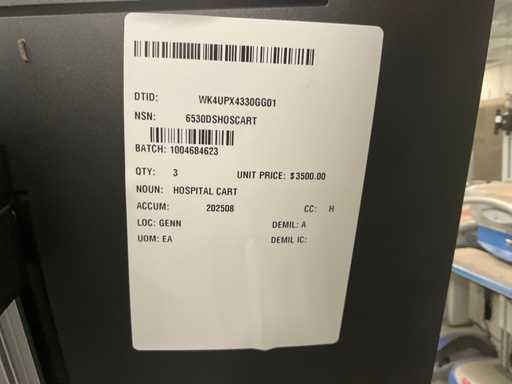 DTID: WK4UPX4330GG01
NSN: 6530DSHOSCART
BATCH: 1004684623
QTY: 3 UNIT PRICE: $3500.00
NOUN: HOSPITAL CART
ACCUM: 202508 CC: H
LOC: GENN DEMIL: A
UOM: EA DEMIL IC: